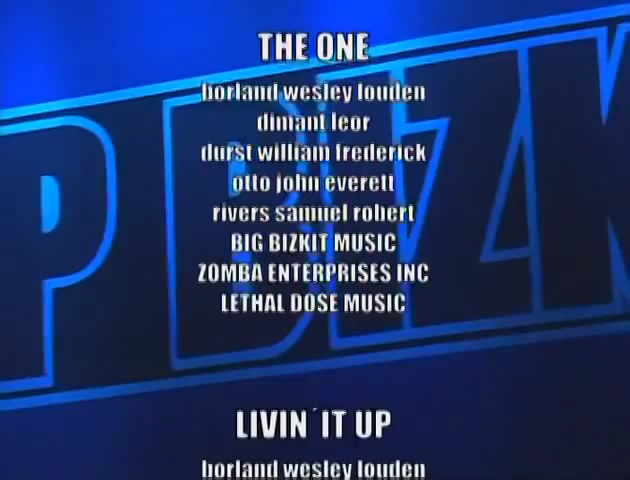 THE ONE
borland wesley louden
dimant leor
durst william frederick
otto john everett
rivers samuel robert
BIG BIZKIT MUSIC
ZOMBA ENTERPRISES INC
LETHAL DOSE MUSIC
P BIZK
LIVIN´IT UP
borland wesley louden